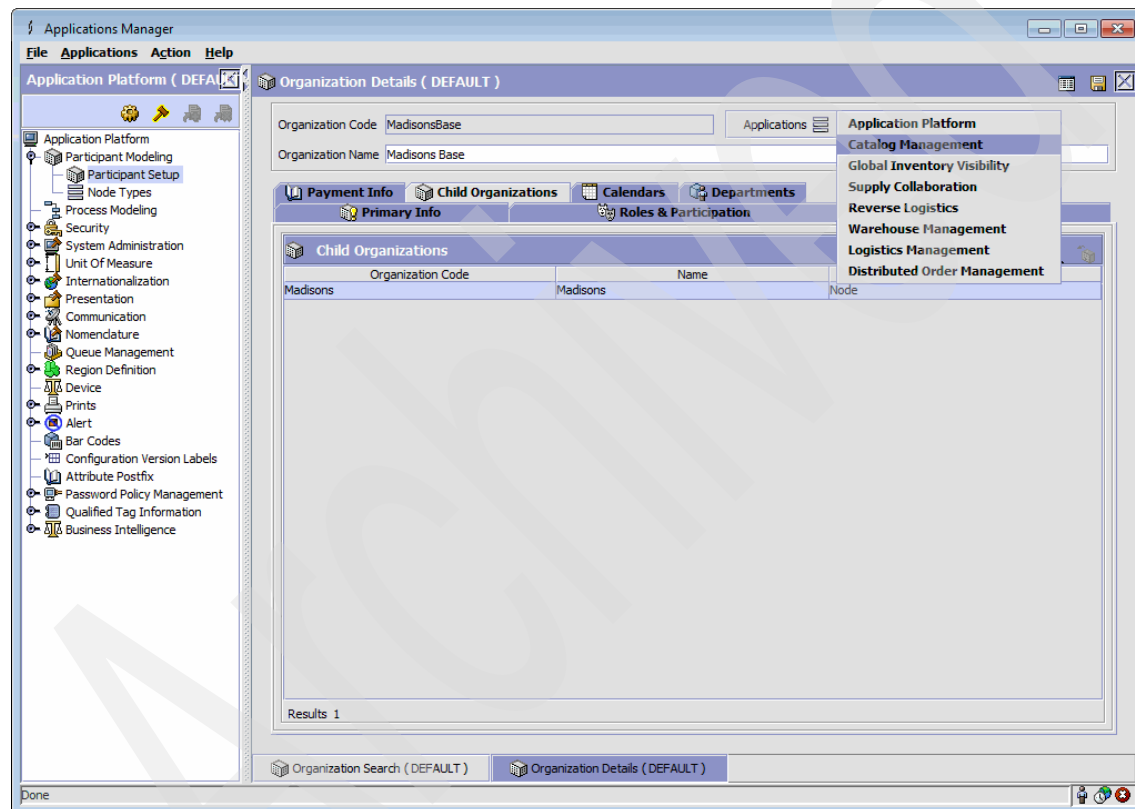 Applications Manager
File Applications Action Help
Application Platform ( DEFAU
Application Platform
Participant Modeling
Participant Setup
Node Types
Process Modeling
Security
System Administration
Unit Of Measure
Internationalization
Presentation
Communication
Nomenclature
Queue Management
Region Definition
Device
Prints
Alert
Bar Codes
Configuration Version Labels
Attribute Postfix
Password Policy Management
Qualified Tag Information
Business Intelligence
Organization Details ( DEFAULT )
Organization Code MadisonsBase Applications
Organization Name Madisons Base
Application Platform
Catalog Management
Global Inventory Visibility
Supply Collaboration
Reverse Logistics
Warehouse Management
Logistics Management
Distributed Order Management
Payment Info Child Organizations Calendars Departments
Primary Info Roles & Participation
Child Organizations
Organization Code Name
Madisons Madisons Node
Results 1
Organization Search ( DEFAULT ) Organization Details ( DEFAULT )
Done